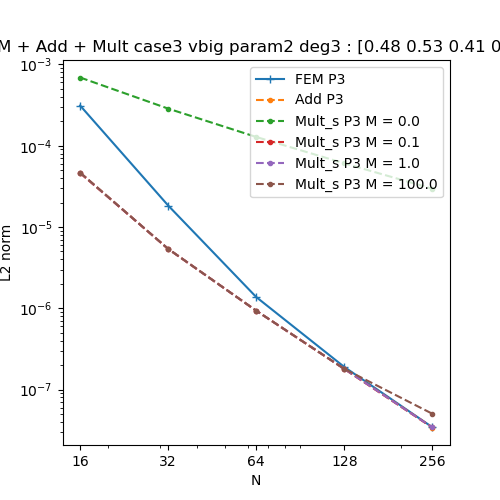 M + Add + Mult case3 vbig param2 deg3 : [0.48 0.53 0.41 0
10⁻³
10⁻⁴
10⁻⁵
10⁻⁶
10⁻⁷
L2 norm
FEM P3
Add P3
Mult_s P3 M = 0.0
Mult_s P3 M = 0.1
Mult_s P3 M = 1.0
Mult_s P3 M = 100.0
16 32 64 128 256
N